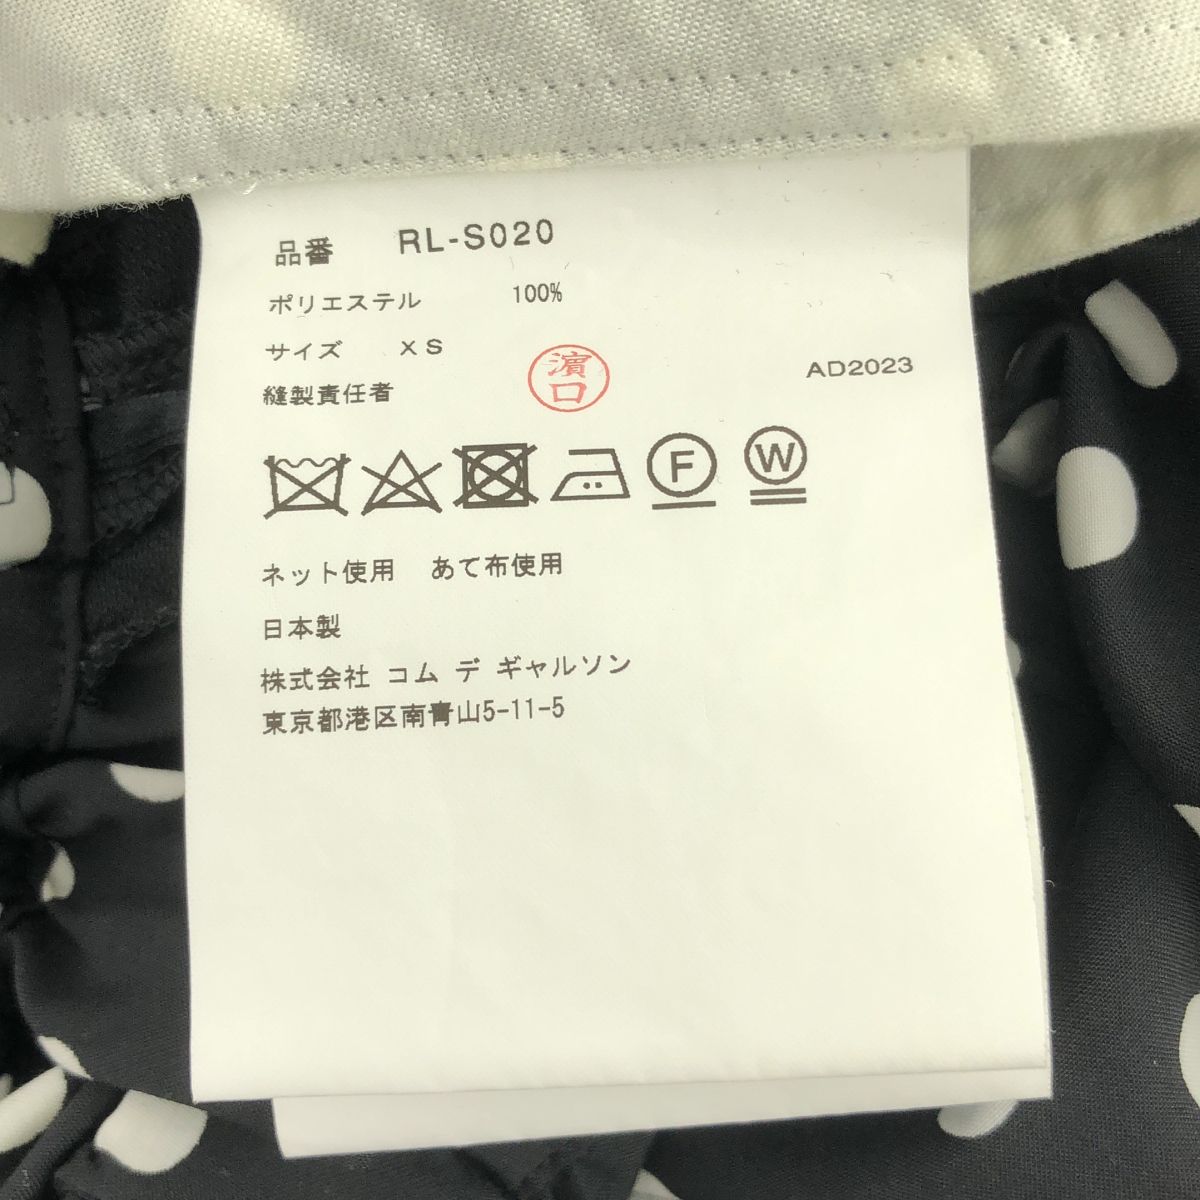 品番 RL-S020
ポリエステル 100%
サイズ XS
縫製責任者 濱口 AD2023
F W
ネット使用 あて布使用
日本製
株式会社 コム デ ギャルソン
東京都港区南青山5-11-5